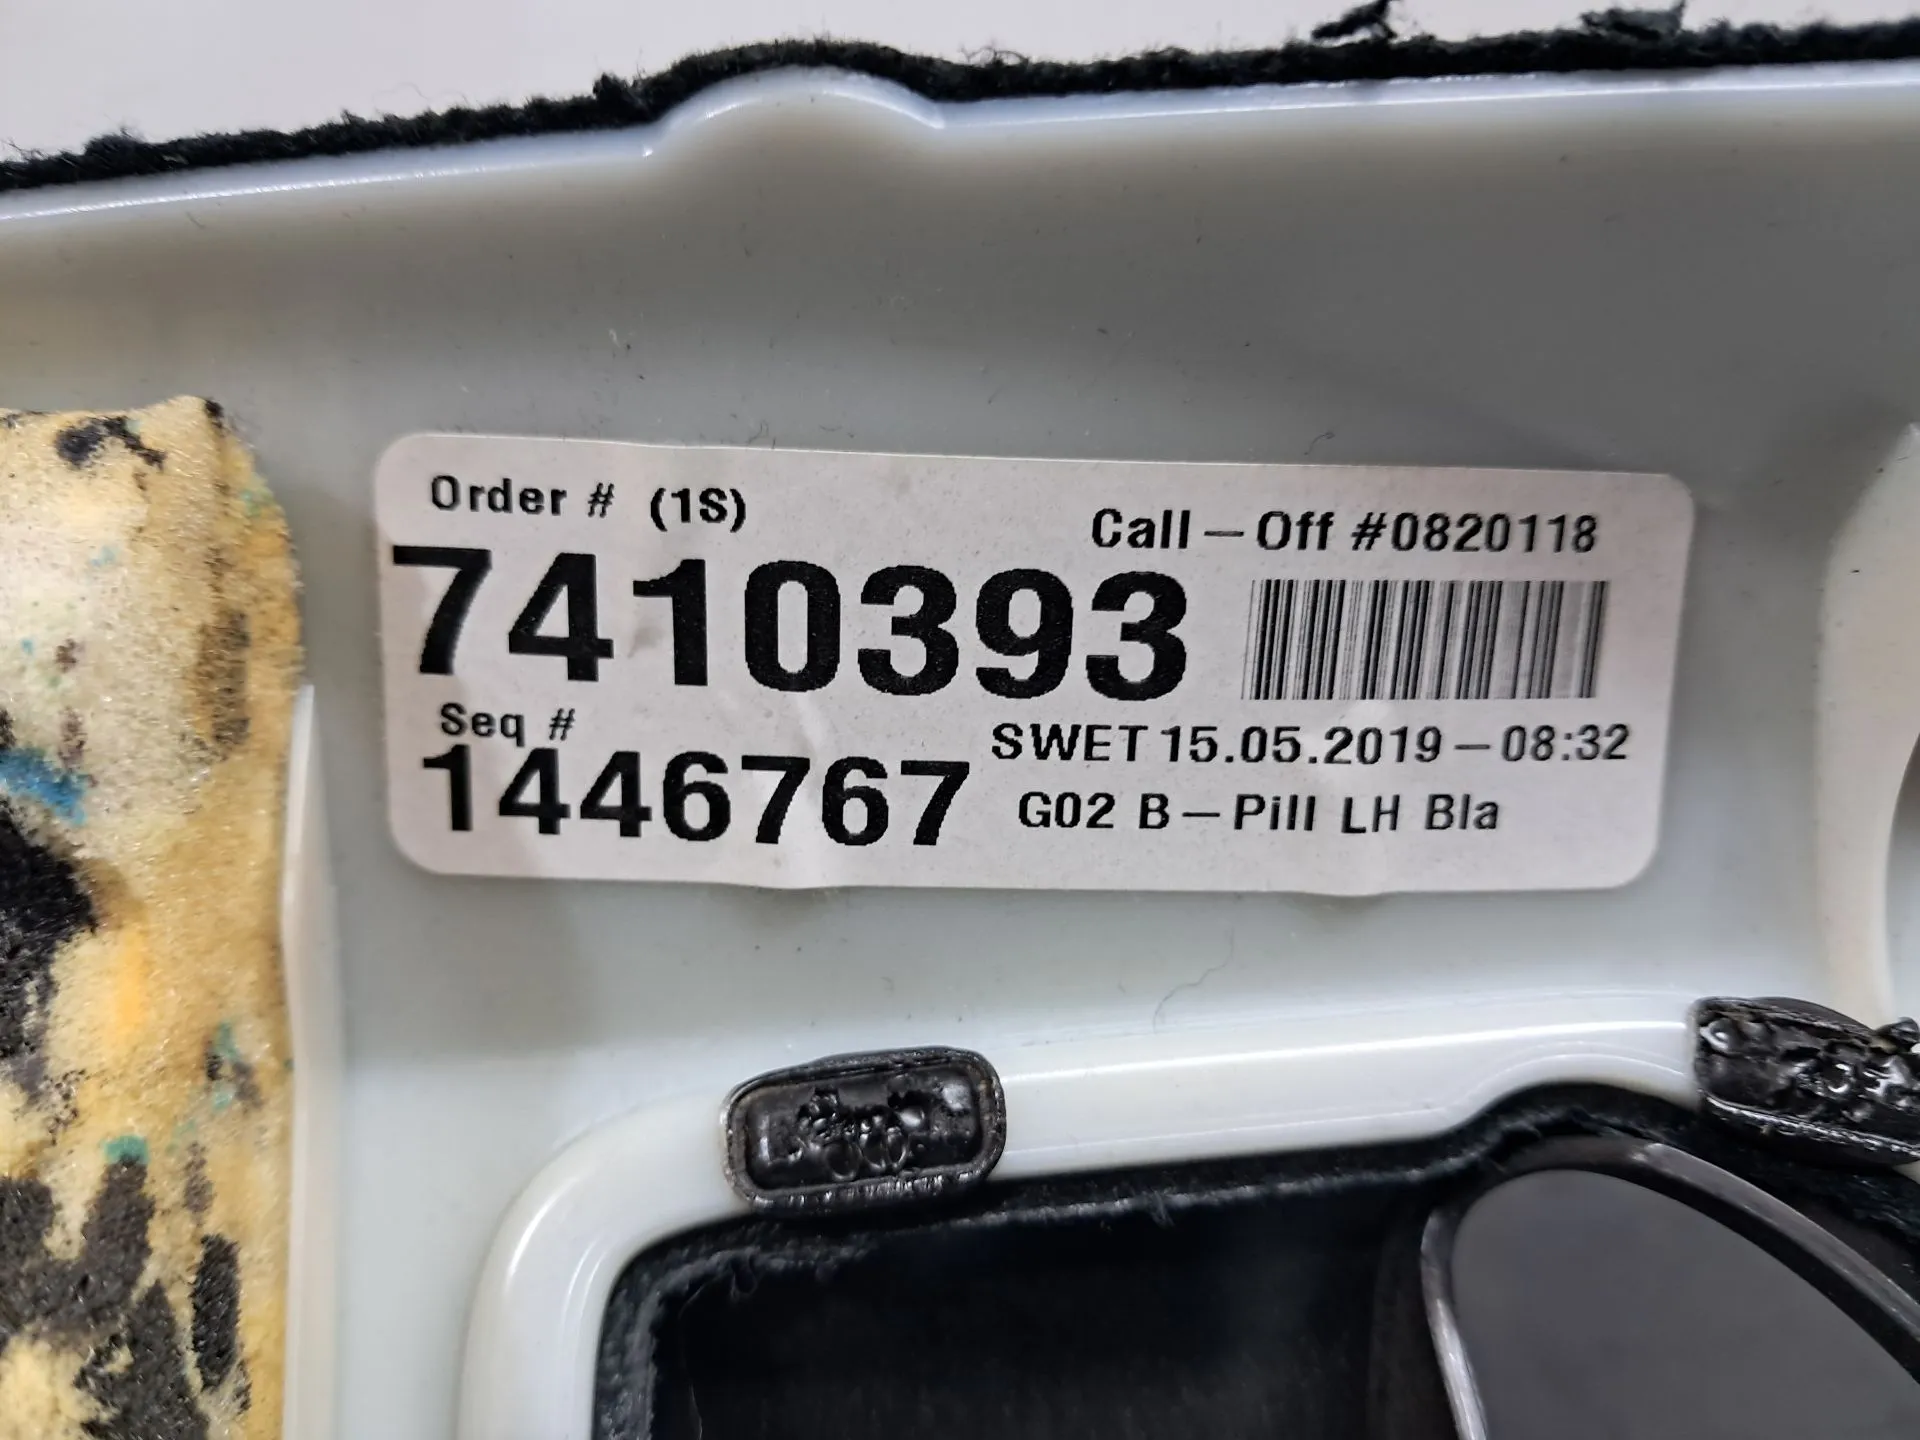 Order # (1S)
Call-Off #0820118
7410393
Seq #
SWET 15.05.2019-08:32
1446767
G02 B-Pill LH Bla